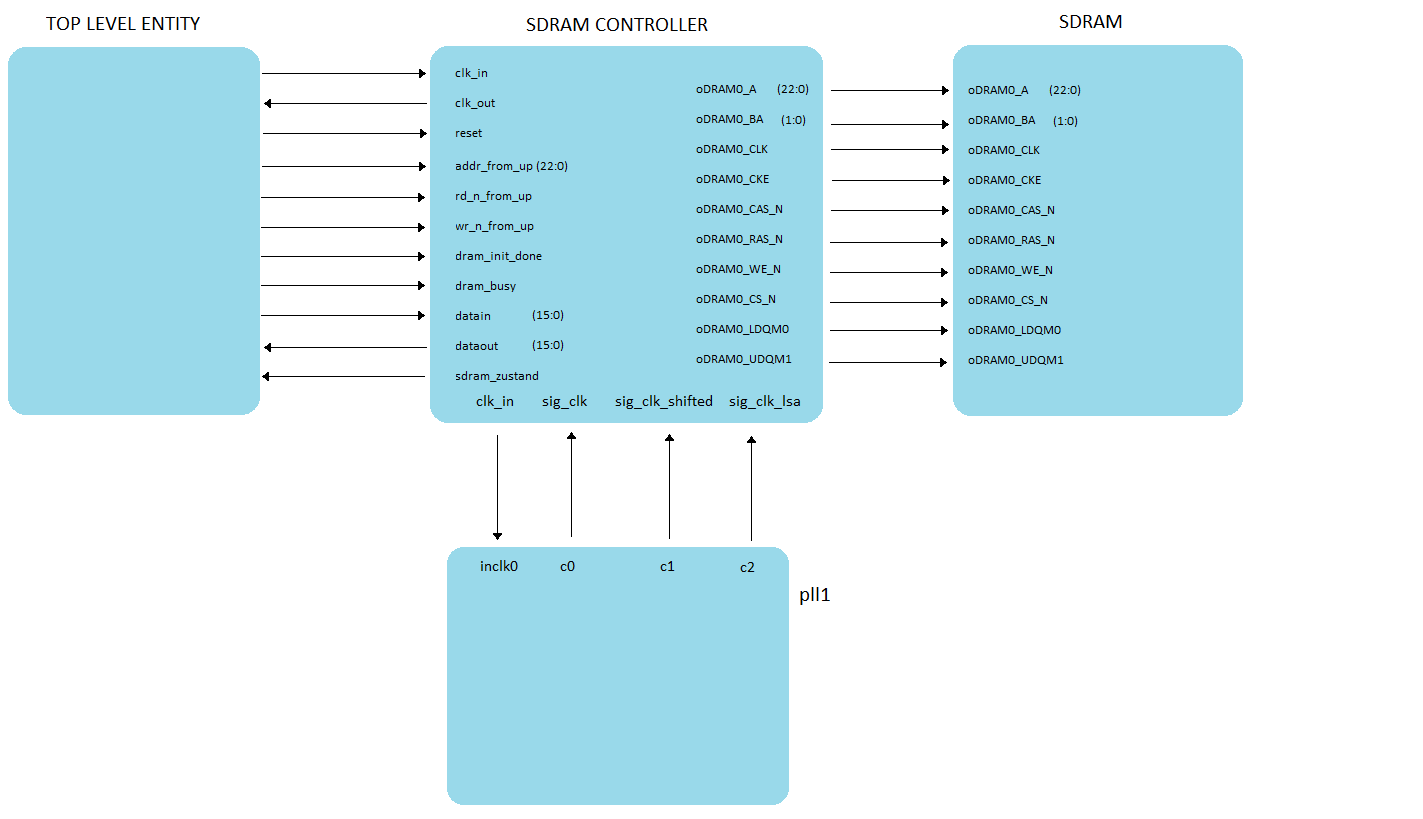 TOP LEVEL ENTITY
SDRAM CONTROLLER
SDRAM
clk_in
clk_out
reset
addr_from_up (22:0)
rd_n_from_up
wr_n_from_up
dram_init_done
dram_busy
datain (15:0)
dataout (15:0)
sdram_zustand
oDRAM0_A (22:0)
oDRAM0_BA (1:0)
oDRAM0_CLK
oDRAM0_CKE
oDRAM0_CAS_N
oDRAM0_RAS_N
oDRAM0_WE_N
oDRAM0_CS_N
oDRAM0_LDQM0
oDRAM0_UDQM1
clk_in sig_clk sig_clk_shifted sig_clk_lsa
oDRAM0_A (22:0)
oDRAM0_BA (1:0)
oDRAM0_CLK
oDRAM0_CKE
oDRAM0_CAS_N
oDRAM0_RAS_N
oDRAM0_WE_N
oDRAM0_CS_N
oDRAM0_LDQM0
oDRAM0_UDQM1
inclk0 c0 c1 c2
pll1